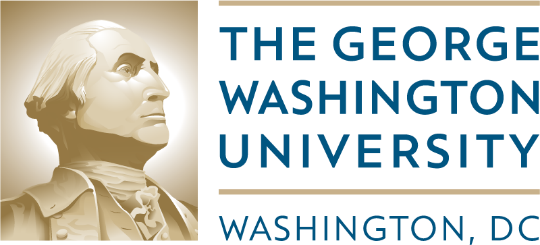 THE GEORGE
WASHINGTON
UNIVERSITY
WASHINGTON, DC